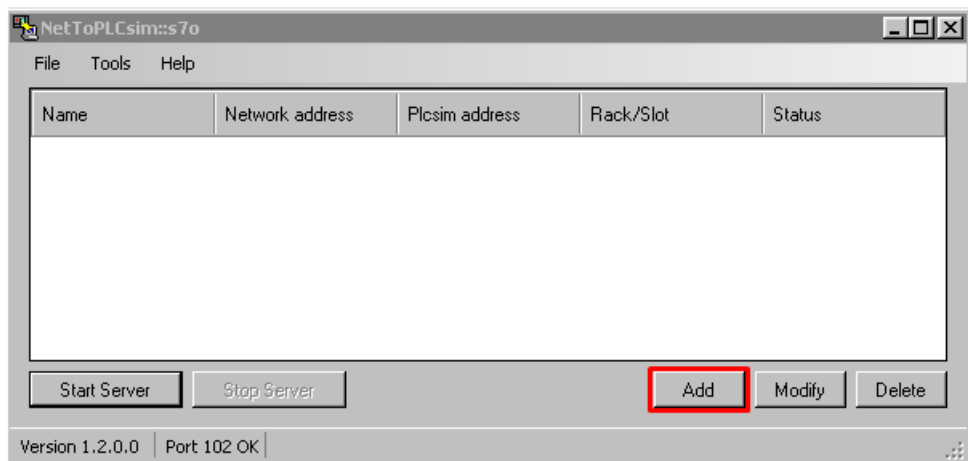 NetToPLCsim::s7o
File Tools Help
Name Network address Plcsim address Rack/Slot Status
Start Server Stop Server Add Modify Delete
Version 1.2.0.0 Port 102 OK